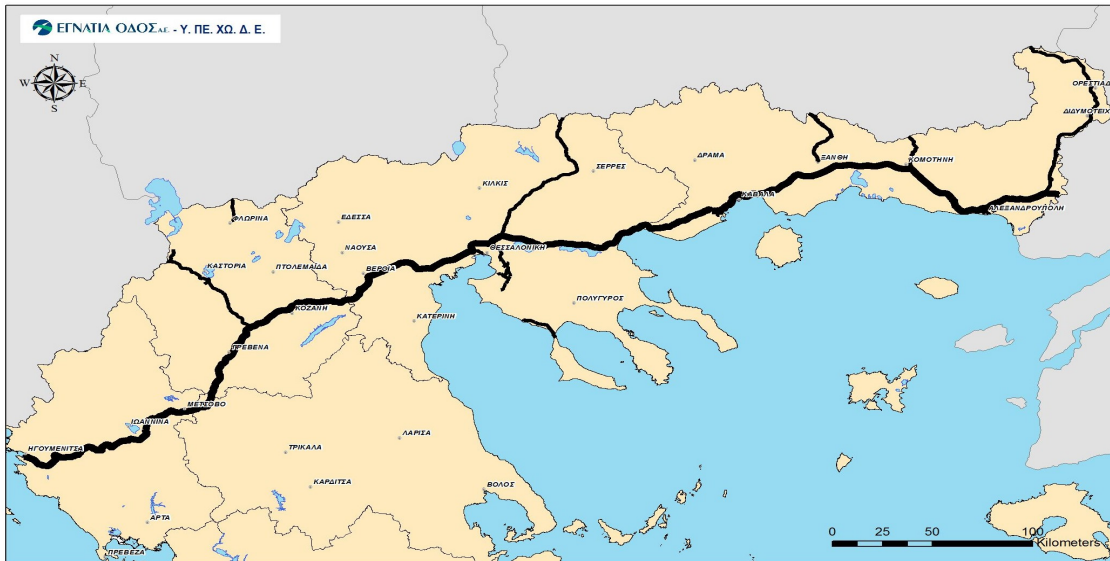 ΕΓΝΑΤΙΑ ΟΔΟΣ Α.Ε. - Υ. ΠΕ. ΧΩ. Δ. Ε.
N
W E
S
ΟΡΕΣΤΙΑΔ
ΔΙΔΥΜΟΤΕΙΧ
ΔΡΑΜΑ
ΞΑΝΘΗ
ΚΟΜΟΤΗΝΗ
ΣΕΡΡΕΣ
ΚΙΛΚΙΣ
ΚΑΒΑΛΑ
ΑΛΕΞΑΝΔΡΟΥΠΟΛΗ
ΦΛΩΡΙΝΑ
ΕΔΕΣΣΑ
ΝΑΟΥΣΑ
ΘΕΣΣΑΛΟΝΙΚΗ
ΚΑΣΤΟΡΙΑ
ΠΤΟΛΕΜΑΪΔΑ
ΒΕΡΟΙΑ
ΠΟΛΥΓΥΡΟΣ
ΚΟΖΑΝΗ
ΚΑΤΕΡΙΝΗ
ΓΡΕΒΕΝΑ
ΜΕΤΣΟΒΟ
ΙΩΑΝΝΙΝΑ
ΗΓΟΥΜΕΝΙΤΣΑ
ΛΑΡΙΣΑ
ΤΡΙΚΑΛΑ
ΚΑΡΔΙΤΣΑ
ΒΟΛΟΣ
ΑΡΤΑ
ΠΡΕΒΕΖΑ
0 25 50 100
Kilometers